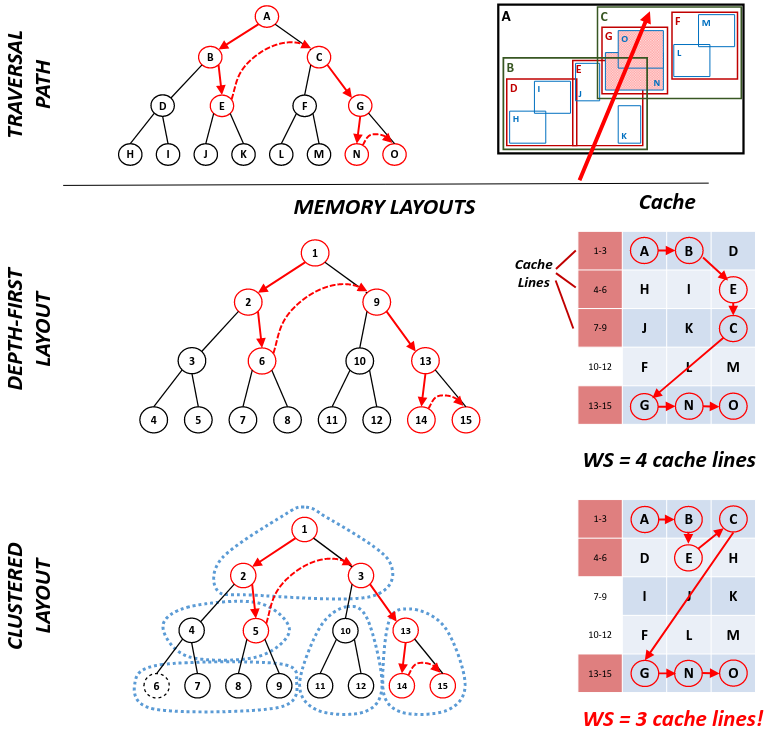 TRAVERSAL
PATH
A
B C
D E F G
H I J K L M N O
A
C
F
M
G
O
L
N
B
E
D
I
J
H
K
MEMORY LAYOUTS
Cache
Cache
Lines
DEPTH-FIRST
LAYOUT
1
2 9
3 6 10 13
4 5 7 8 11 12 14 15
1-3 A B D
4-6 H I E
7-9 J K C
10-12 F L M
13-15 G N O
WS = 4 cache lines
CLUSTERED
LAYOUT
1
2 3
4 5 10 13
6 7 8 9 11 12 14 15
1-3 A B C
4-6 D E H
7-9 I J K
10-12 F L M
13-15 G N O
WS = 3 cache lines!